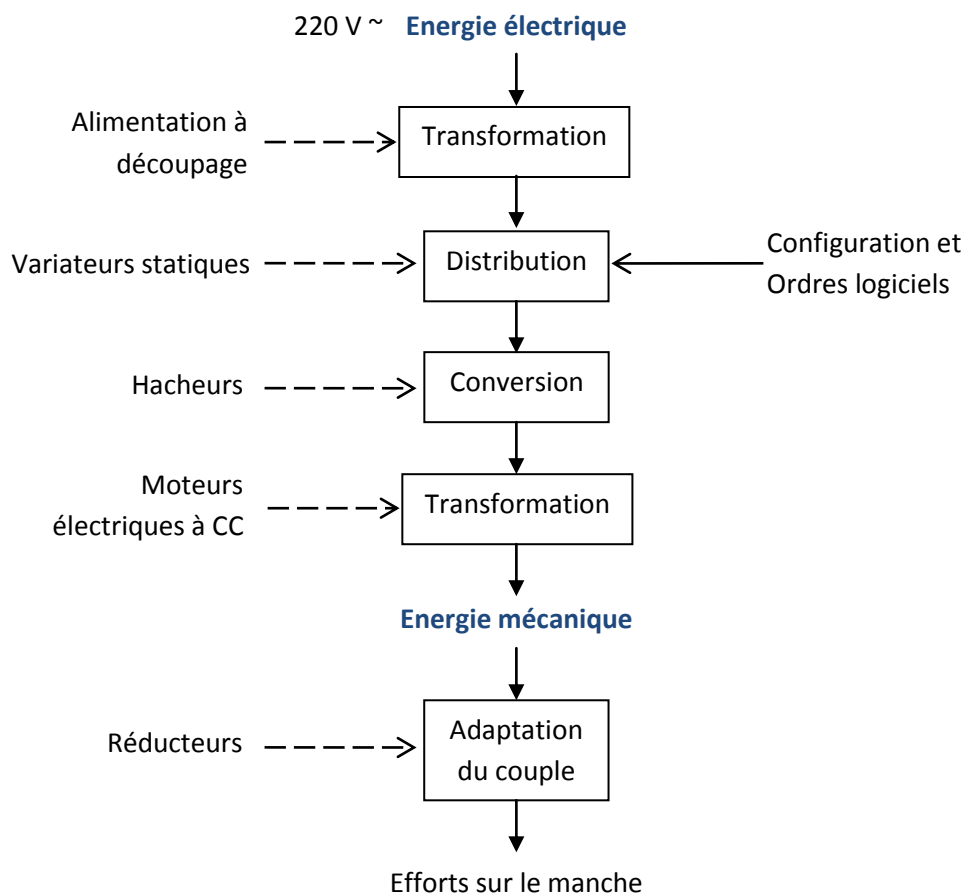 220 V ~ Energie électrique
Alimentation à
découpage
Transformation
Variateurs statiques
Distribution
Configuration et
Ordres logiciels
Hacheurs
Conversion
Moteurs
électriques à CC
Transformation
Energie mécanique
Réducteurs
Adaptation
du couple
Efforts sur le manche